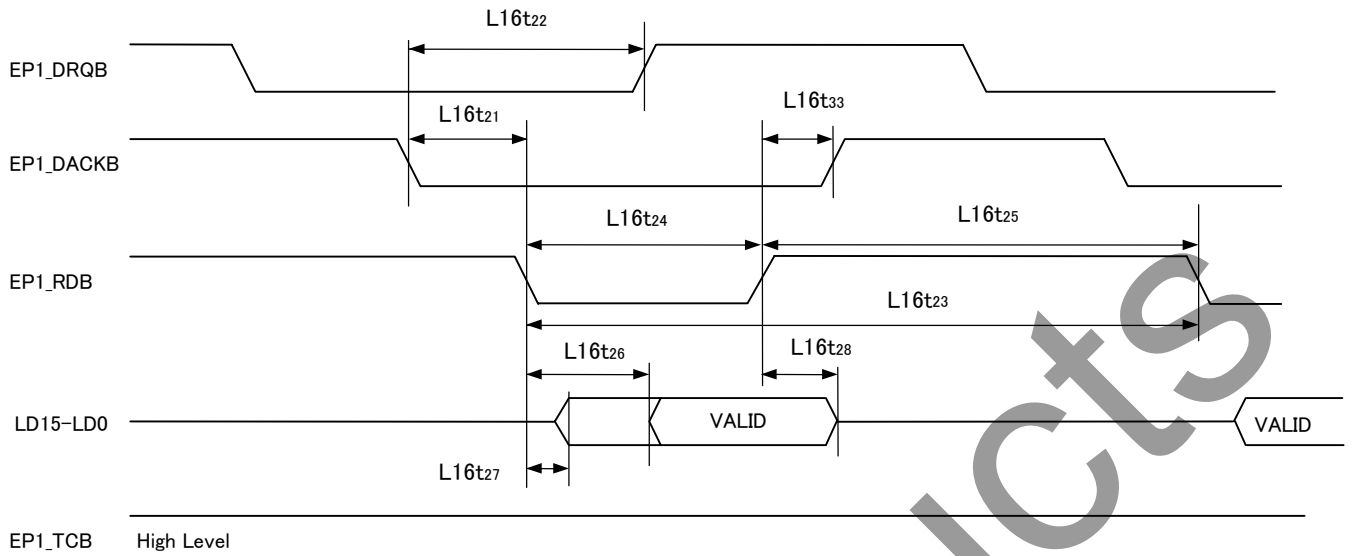 L16t22
EP1_DRQB
L16t21
L16t33
EP1_DACKB
L16t24
L16t25
EP1_RDB
L16t23
L16t26
L16t28
LD15-LD0
VALID
VALID
L16t27
EP1_TCB High Level
ucts